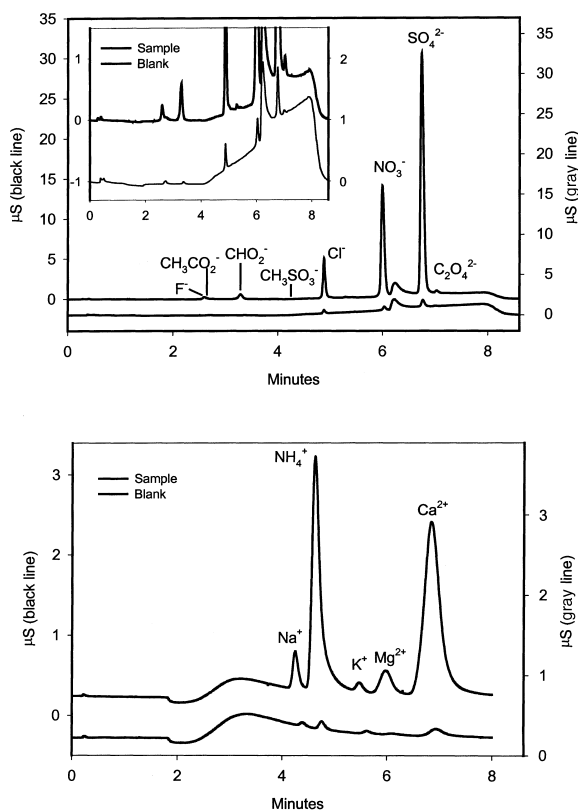 35
30
25
20
15
10
5
0
µS (black line)
Sample
Blank
1
0
-1
2
1
0
0 2 4 6 8
SO₄²⁻
NO₃⁻
Cl⁻
C₂O₄²⁻
CHO₂⁻
CH₃CO₂⁻
CH₃SO₃⁻
F⁻
35
30
25
20
15
10
5
0
µS (gray line)
0 2 4 6 8
Minutes
3
2
1
0
µS (black line)
Sample
Blank
NH₄⁺
Ca²⁺
Na⁺
K⁺
Mg²⁺
3
2
1
0
µS (gray line)
0 2 4 6 8
Minutes